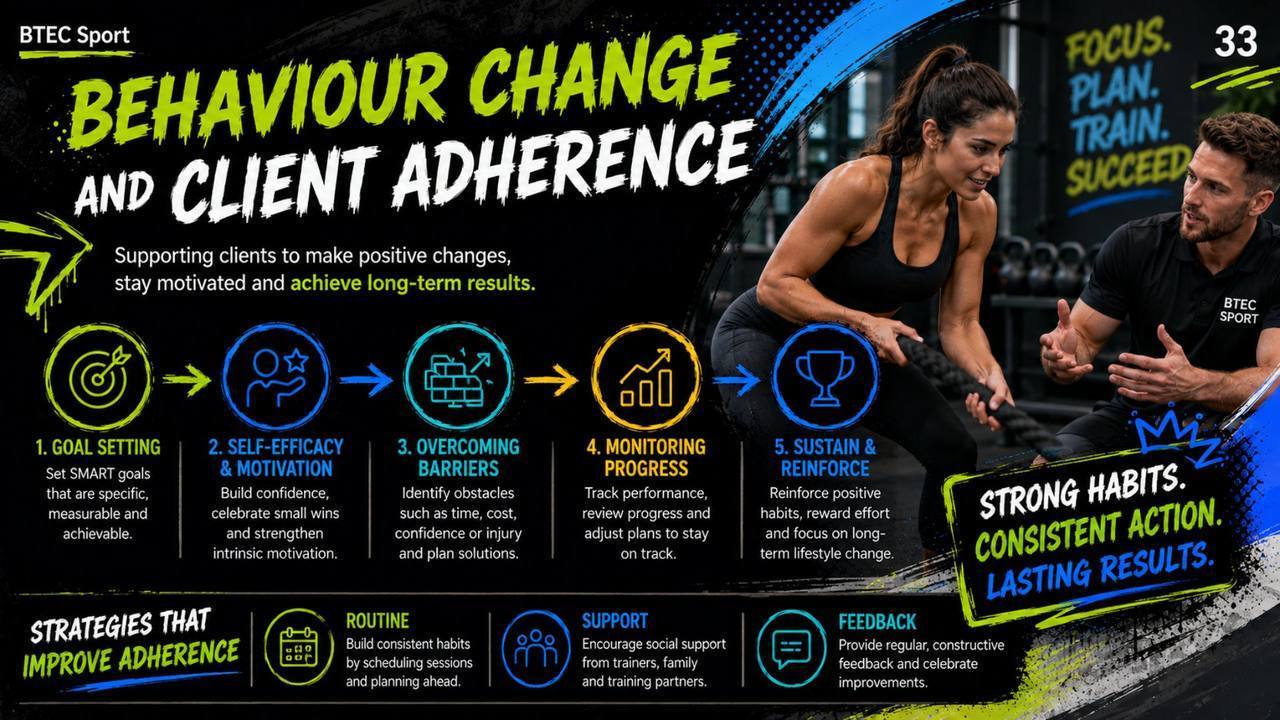 BTEC Sport
33
BEHAVIOUR CHANGE
AND CLIENT ADHERENCE
Supporting clients to make positive changes,
stay motivated and achieve long-term results.
FOCUS.
PLAN.
TRAIN.
SUCCEED
BTEC
SPORT
1. GOAL SETTING
Set SMART goals
that are specific,
measurable and
achievable.
2. SELF-EFFICACY
& MOTIVATION
Build confidence,
celebrate small wins
and strengthen
intrinsic motivation.
3. OVERCOMING
BARRIERS
Identify obstacles
such as time, cost,
confidence or injury
and plan solutions.
4. MONITORING
PROGRESS
Track performance,
review progress and
adjust plans to stay
on track.
5. SUSTAIN &
REINFORCE
Reinforce positive
habits, reward effort
and focus on long-
term lifestyle change.
STRONG HABITS.
CONSISTENT ACTION.
LASTING RESULTS.
STRATEGIES THAT
IMPROVE ADHERENCE
ROUTINE
Build consistent habits
by scheduling sessions
and planning ahead.
SUPPORT
Encourage social support
from trainers, family
and training partners.
FEEDBACK
Provide regular, constructive
feedback and celebrate
improvements.